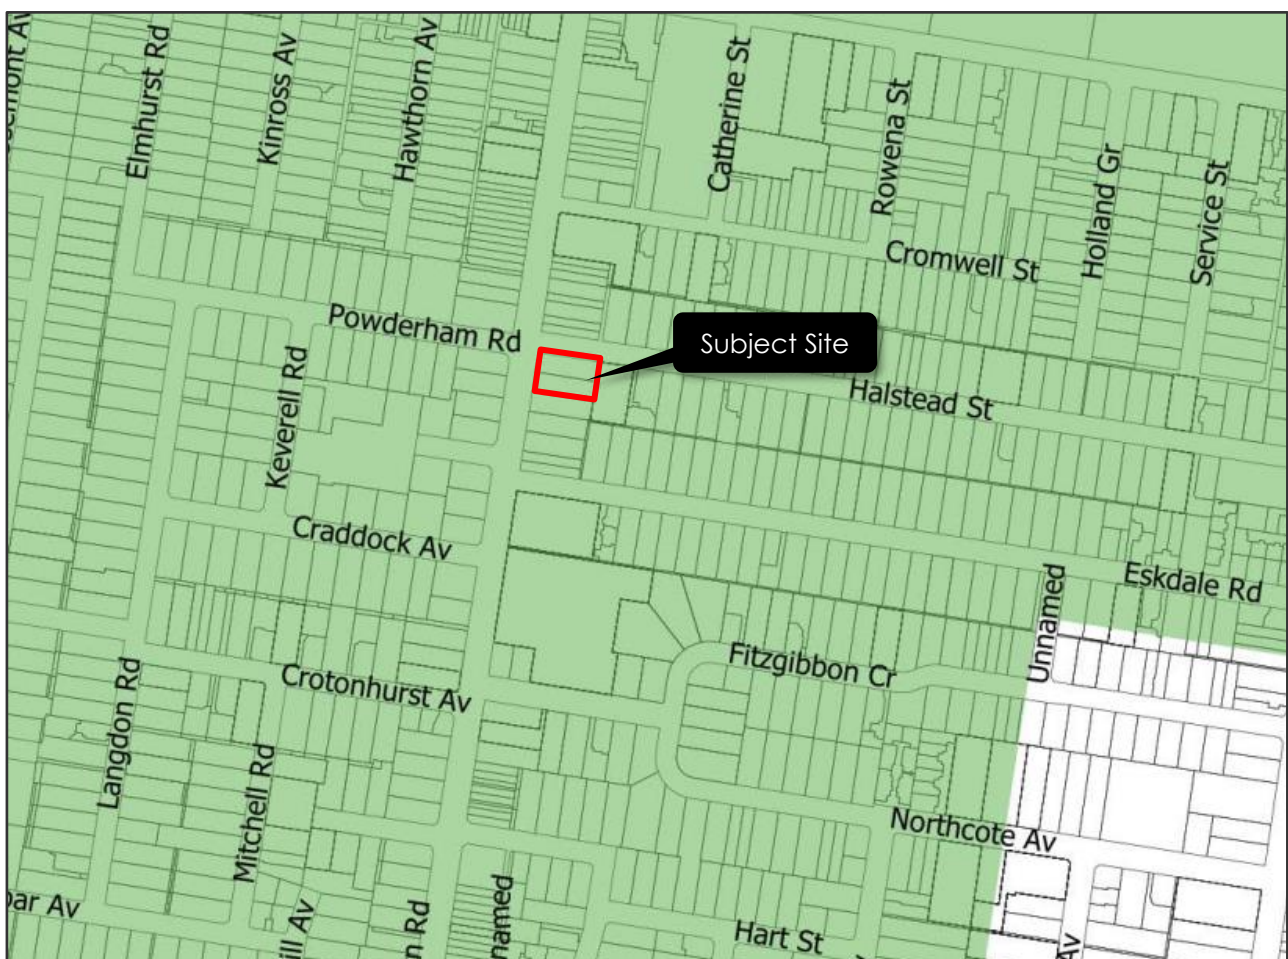 Elmhurst Rd
Kinross Av
Hawthorn Av
Catherine St
Rowena St
Holland Gr
Service St
Cromwell St
Powderham Rd
Subject Site
Keverell Rd
Halstead St
Craddock Av
Eskdale Rd
Unnamed
Fitzgibbon Cr
Crotonhurst Av
Langdon Rd
Mitchell Rd
Northcote Av
Hart St
Av